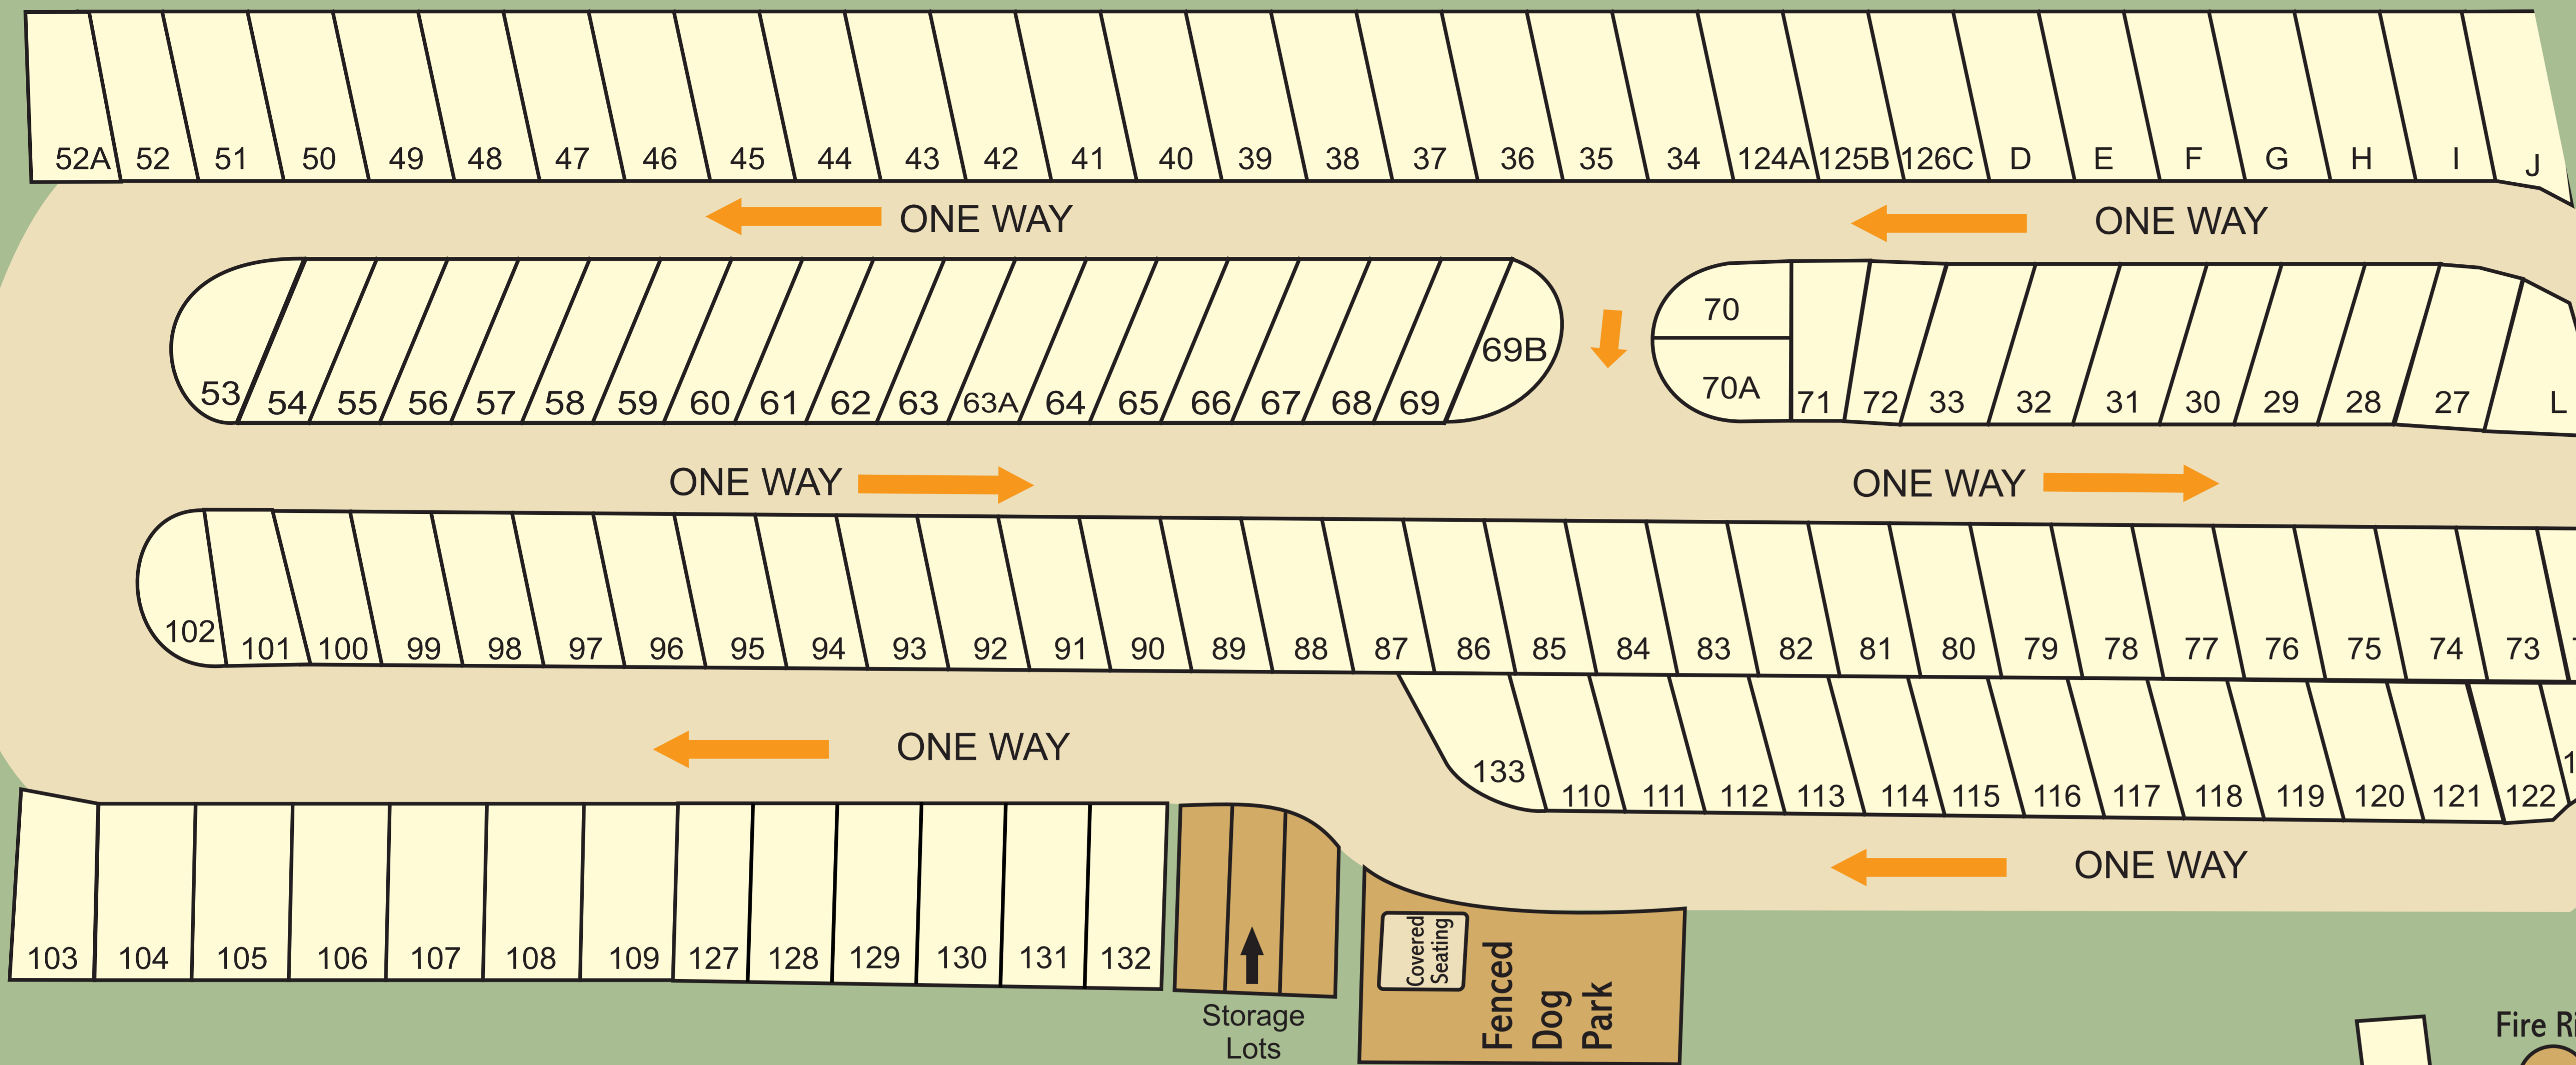 52A 52 51 50 49 48 47 46 45 44 43 42 41 40 39 38 37 36 35 34 124A 125B 126C D E F G H I J
ONE WAY ONE WAY
70
69B
53 54 55 56 57 58 59 60 61 62 63 63A 64 65 66 67 68 69 70A 71 72 33 32 31 30 29 28 27 L
ONE WAY ONE WAY
102 101 100 99 98 97 96 95 94 93 92 91 90 89 88 87 86 85 84 83 82 81 80 79 78 77 76 75 74 73
ONE WAY
133 110 111 112 113 114 115 116 117 118 119 120 121 122
ONE WAY
103 104 105 106 107 108 109 127 128 129 130 131 132
Covered
Seating
Fenced
Dog
Park
Storage
Lots
Fire